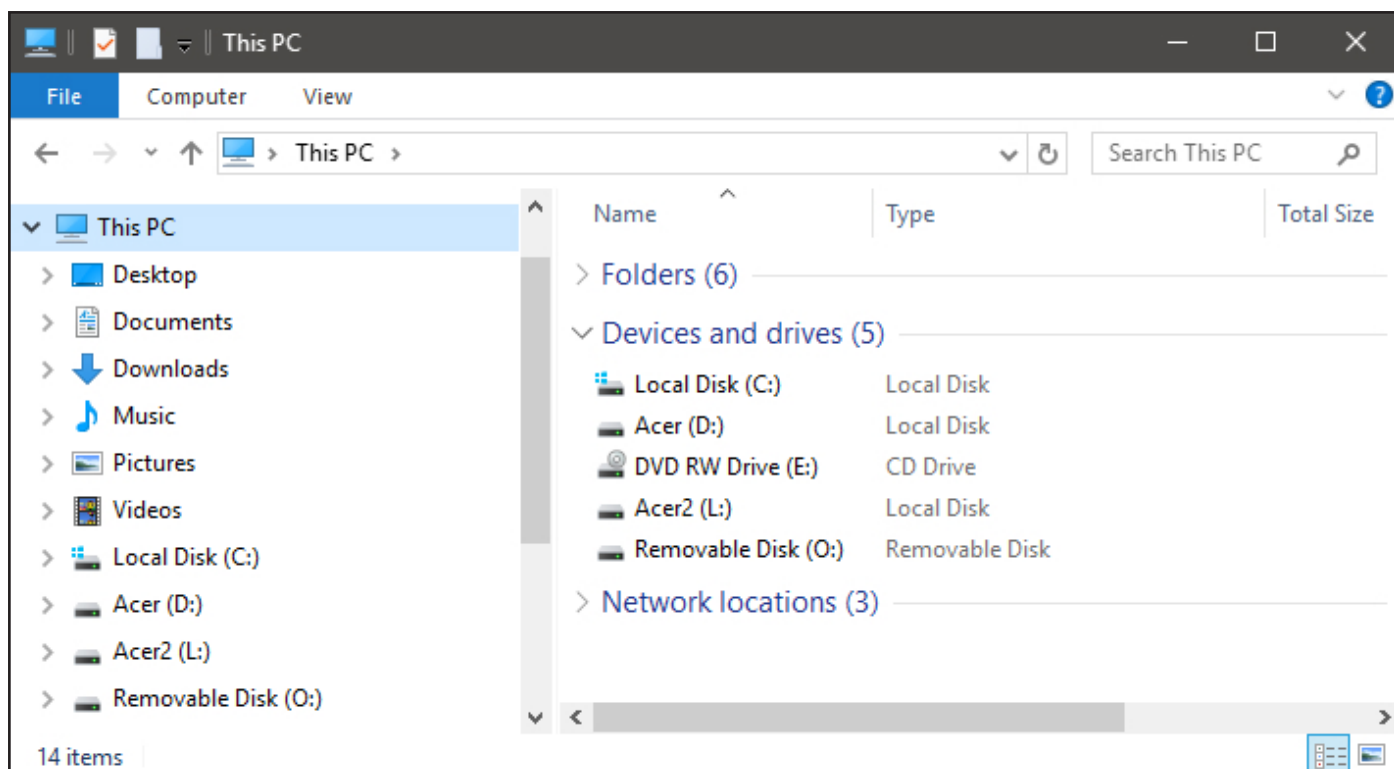 This PC
File Computer View
This PC
Search This PC
This PC
Desktop
Documents
Downloads
Music
Pictures
Videos
Local Disk (C:)
Acer (D:)
Acer2 (L:)
Removable Disk (O:)
Name Type Total Size
Folders (6)
Devices and drives (5)
Local Disk (C:) Local Disk
Acer (D:) Local Disk
DVD RW Drive (E:) CD Drive
Acer2 (L:) Local Disk
Removable Disk (O:) Removable Disk
Network locations (3)
14 items